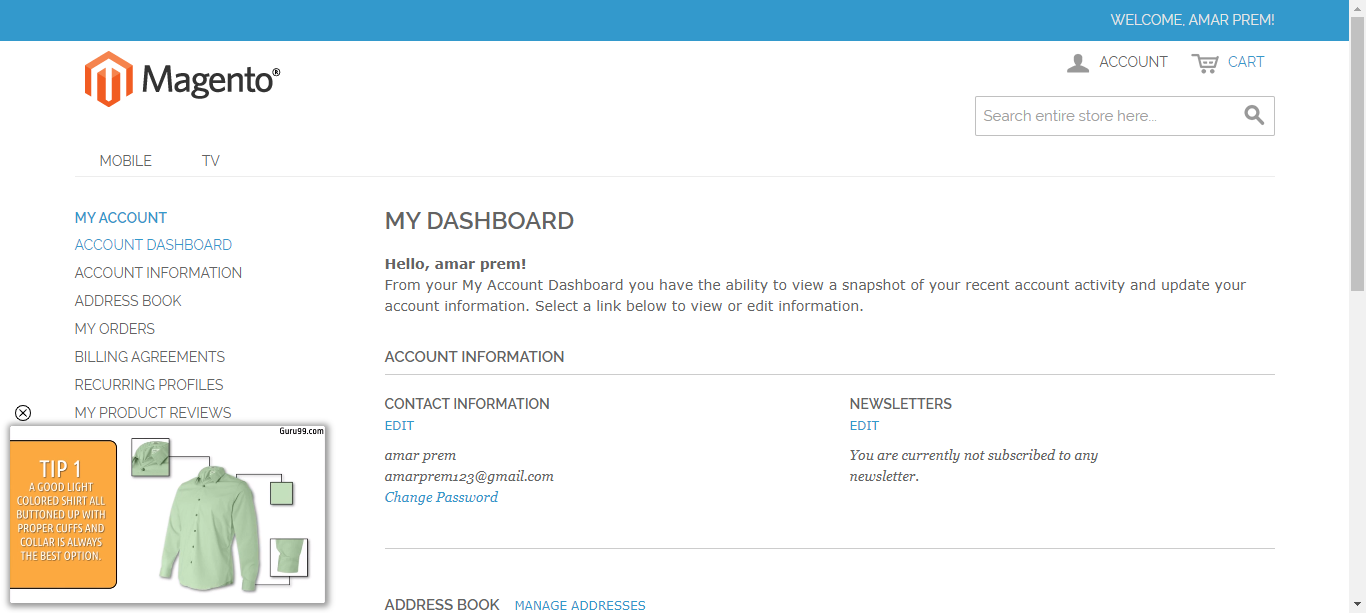 WELCOME, AMAR PREM!
Magento®
ACCOUNT
CART
Search entire store here...
MOBILE
TV
MY ACCOUNT
ACCOUNT DASHBOARD
ACCOUNT INFORMATION
ADDRESS BOOK
MY ORDERS
BILLING AGREEMENTS
RECURRING PROFILES
MY PRODUCT REVIEWS
MY DASHBOARD
Hello, amar prem!
From your My Account Dashboard you have the ability to view a snapshot of your recent account activity and update your
account information. Select a link below to view or edit information.
ACCOUNT INFORMATION
CONTACT INFORMATION
EDIT
amar prem
amarprem123@gmail.com
Change Password
NEWSLETTERS
EDIT
You are currently not subscribed to any
newsletter.
ADDRESS BOOK MANAGE ADDRESSES
Guru99.com
TIP 1
A GOOD LIGHT
COLORED SHIRT ALL
BUTTONED UP WITH
PROPER CUFFS AND
COLLAR IS ALWAYS
THE BEST OPTION.